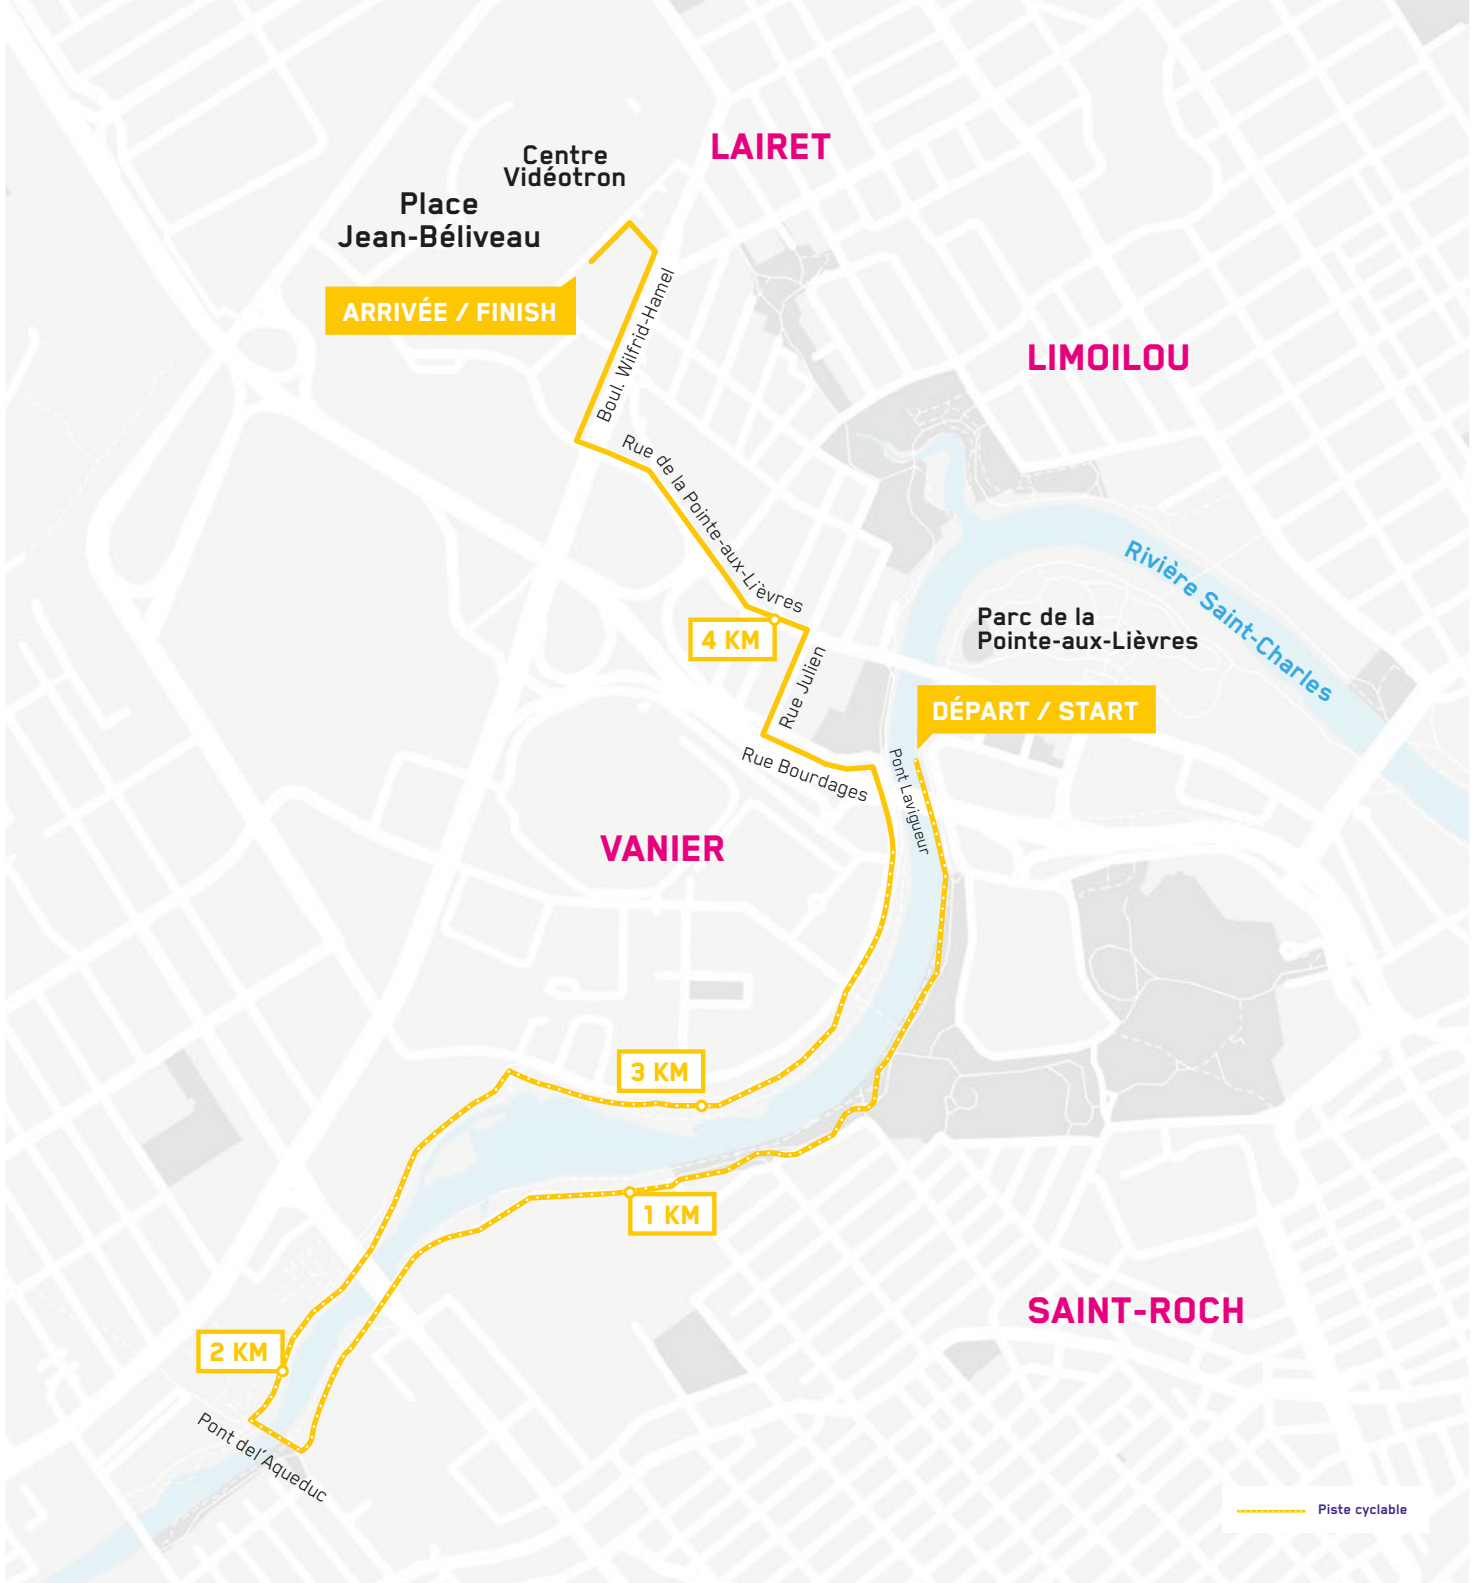 LAIRET
Centre
Vidéotron
Place
Jean-Béliveau
ARRIVÉE / FINISH
Boul. Wilfrid-Hamel
LIMOILOU
Rue de la Pointe-aux-Lièvres
Rivière Saint-Charles
Parc de la
Pointe-aux-Lièvres
4 KM
Rue Julien
DÉPART / START
Rue Bourdages
Pont Lavigueur
VANIER
3 KM
1 KM
SAINT-ROCH
2 KM
Pont del'Aqueduc
Piste cyclable